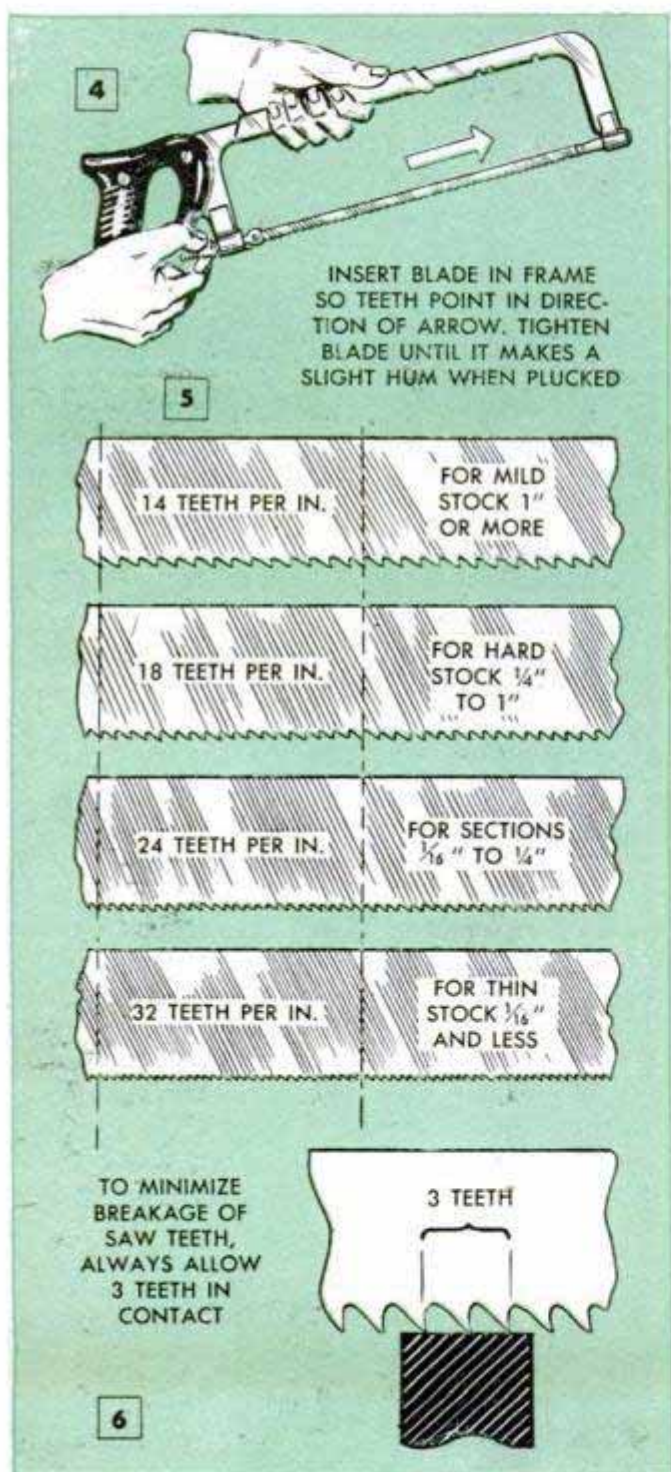 4
INSERT BLADE IN FRAME
SO TEETH POINT IN DIREC-
TION OF ARROW. TIGHTEN
BLADE UNTIL IT MAKES A
SLIGHT HUM WHEN PLUCKED
5
14 TEETH PER IN.
FOR MILD
STOCK 1"
OR MORE
18 TEETH PER IN.
FOR HARD
STOCK ¼"
TO 1"
24 TEETH PER IN.
FOR SECTIONS
1/16" TO ¼"
32 TEETH PER IN.
FOR THIN
STOCK 1/16"
AND LESS
TO MINIMIZE
BREAKAGE OF
SAW TEETH,
ALWAYS ALLOW
3 TEETH IN
CONTACT
3 TEETH
6